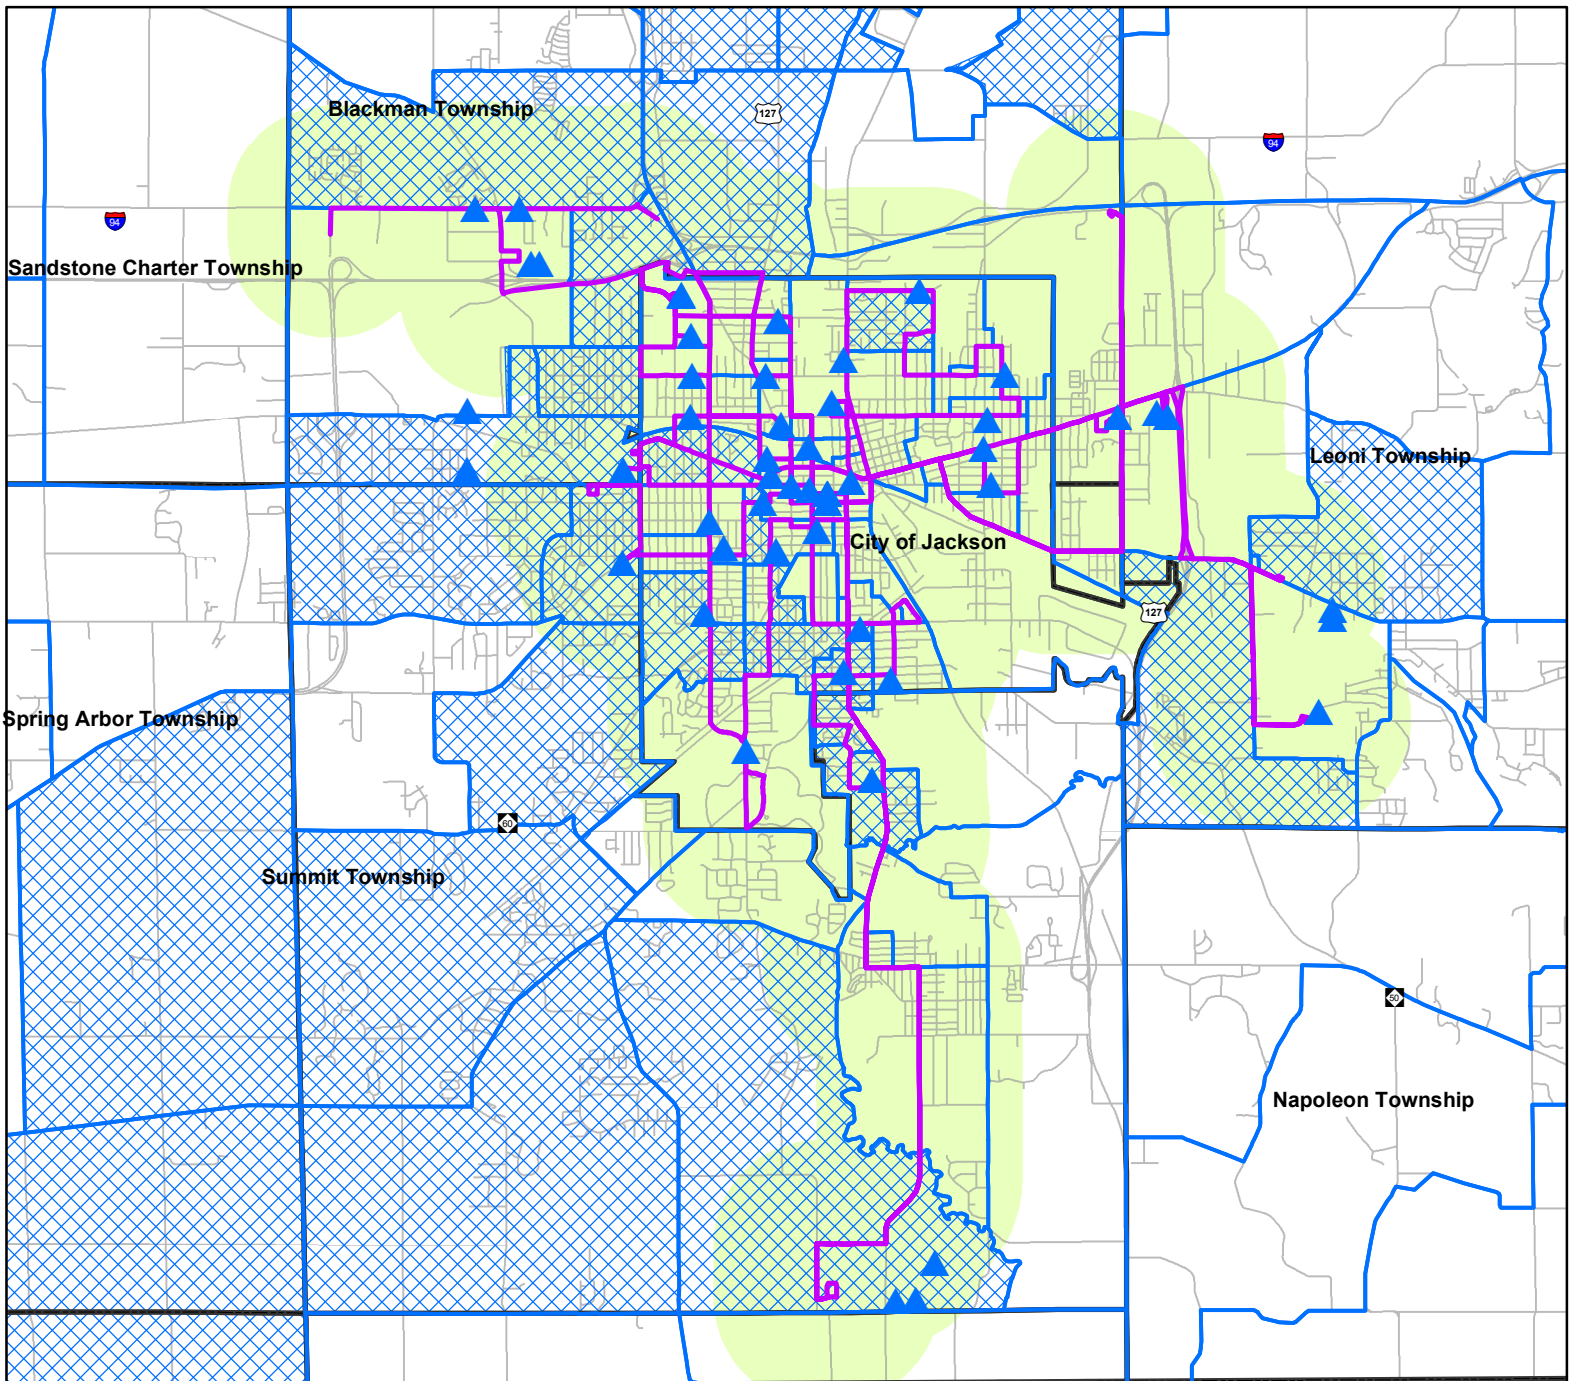 Blackman Township
127
94
94
Sandstone Charter Township
Leoni Township
City of Jackson
127
Spring Arbor Township
60
Summit Township
50
Napoleon Township